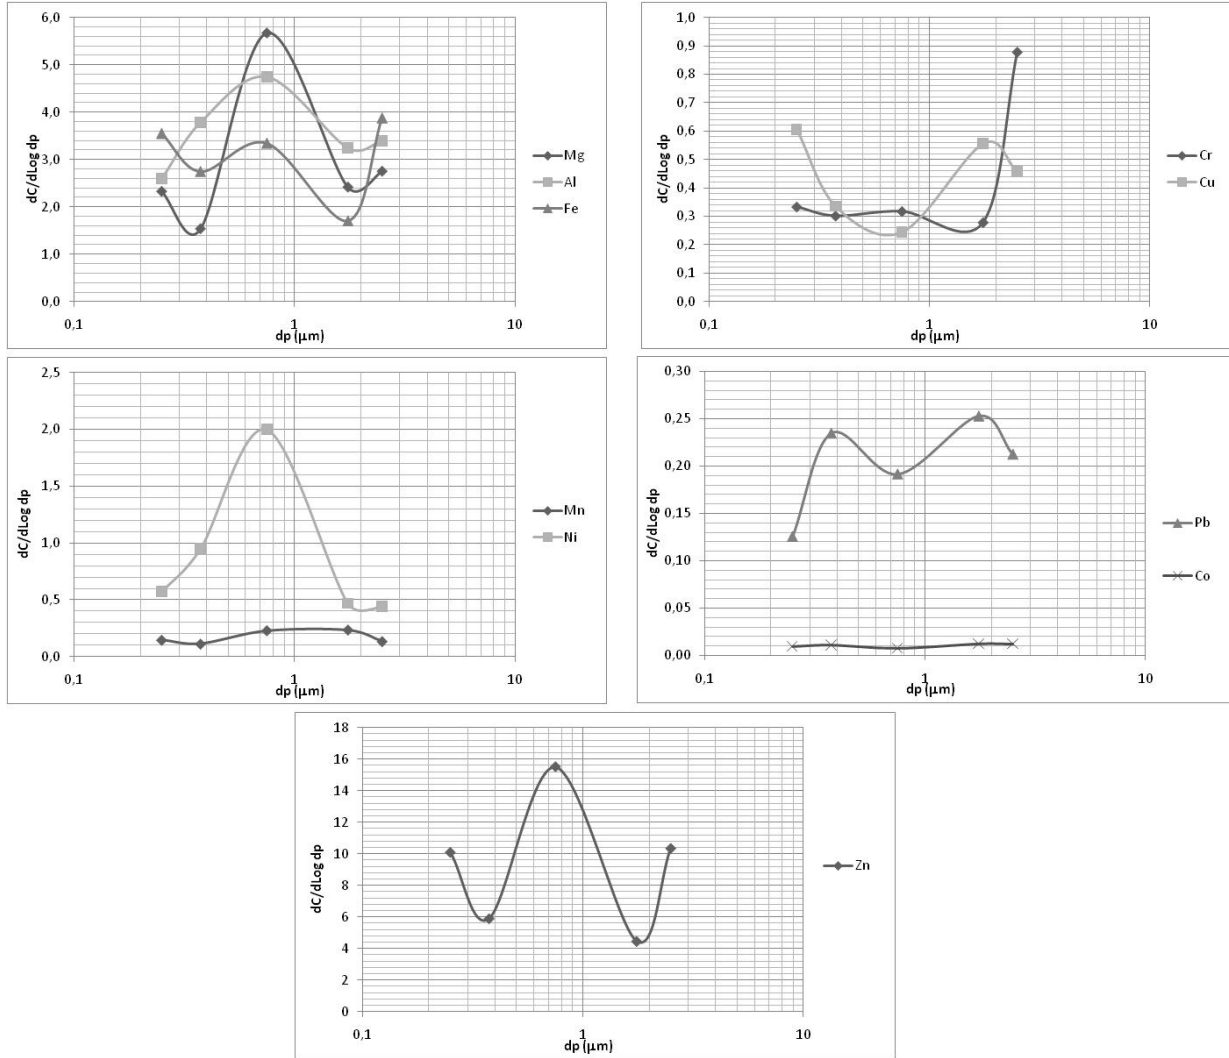 6,0
5,0
4,0
3,0
2,0
1,0
0,0
dC/dLog dp
0,1
1
10
dp (µm)
Mg
Al
Fe
1,0
0,9
0,8
0,7
0,6
0,5
0,4
0,3
0,2
0,1
0,0
dC/dLog dp
0,1
1
10
dp (µm)
Cr
Cu
2,5
2,0
1,5
1,0
0,5
0,0
dC/dLog dp
0,1
1
10
dp (µm)
Mn
Ni
0,30
0,25
0,20
0,15
0,10
0,05
0,00
dC/dLog dp
0,1
1
10
dp (µm)
Pb
Co
18
16
14
12
10
8
6
4
2
0
dC/dLog dp
0,1
1
10
dp (µm)
Zn